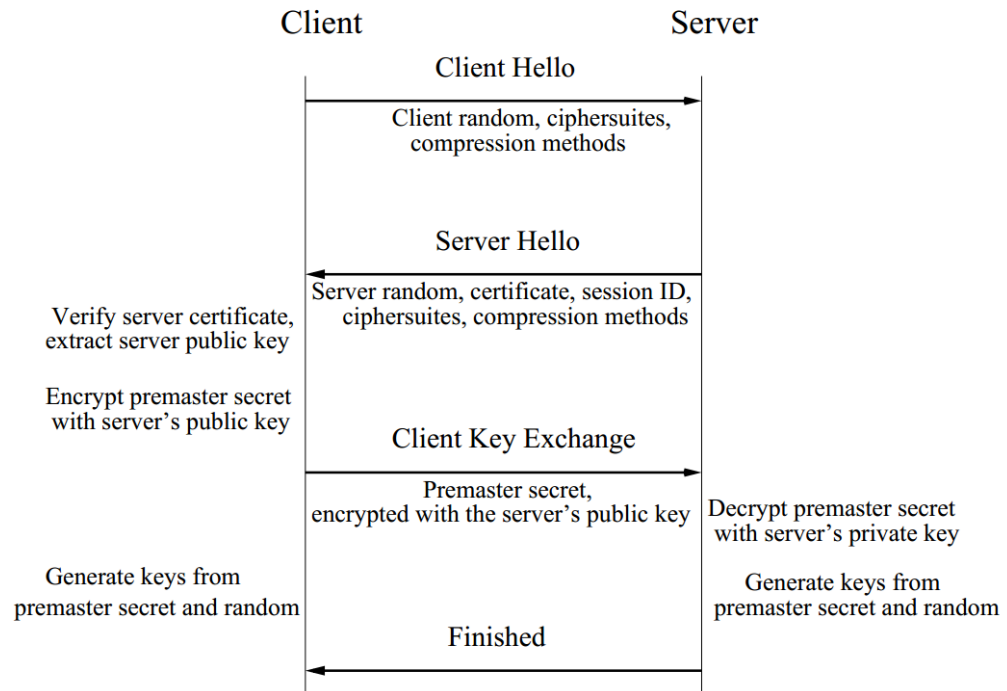 Client
Server
Client Hello
Client random, ciphersuites,
compression methods
Server Hello
Server random, certificate, session ID,
ciphersuites, compression methods
Verify server certificate,
extract server public key
Encrypt premaster secret
with server's public key
Client Key Exchange
Premaster secret,
encrypted with the server's public key
Decrypt premaster secret
with server's private key
Generate keys from
premaster secret and random
Generate keys from
premaster secret and random
Finished